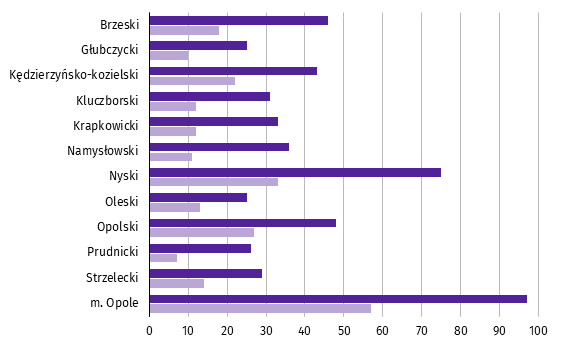 Brzeski
Głubczycki
Kędzierzyńsko-kozielski
Kluczborski
Krapkowicki
Namysłowski
Nyski
Oleski
Opolski
Prudnicki
Strzelecki
m. Opole
0 10 20 30 40 50 60 70 80 90 100